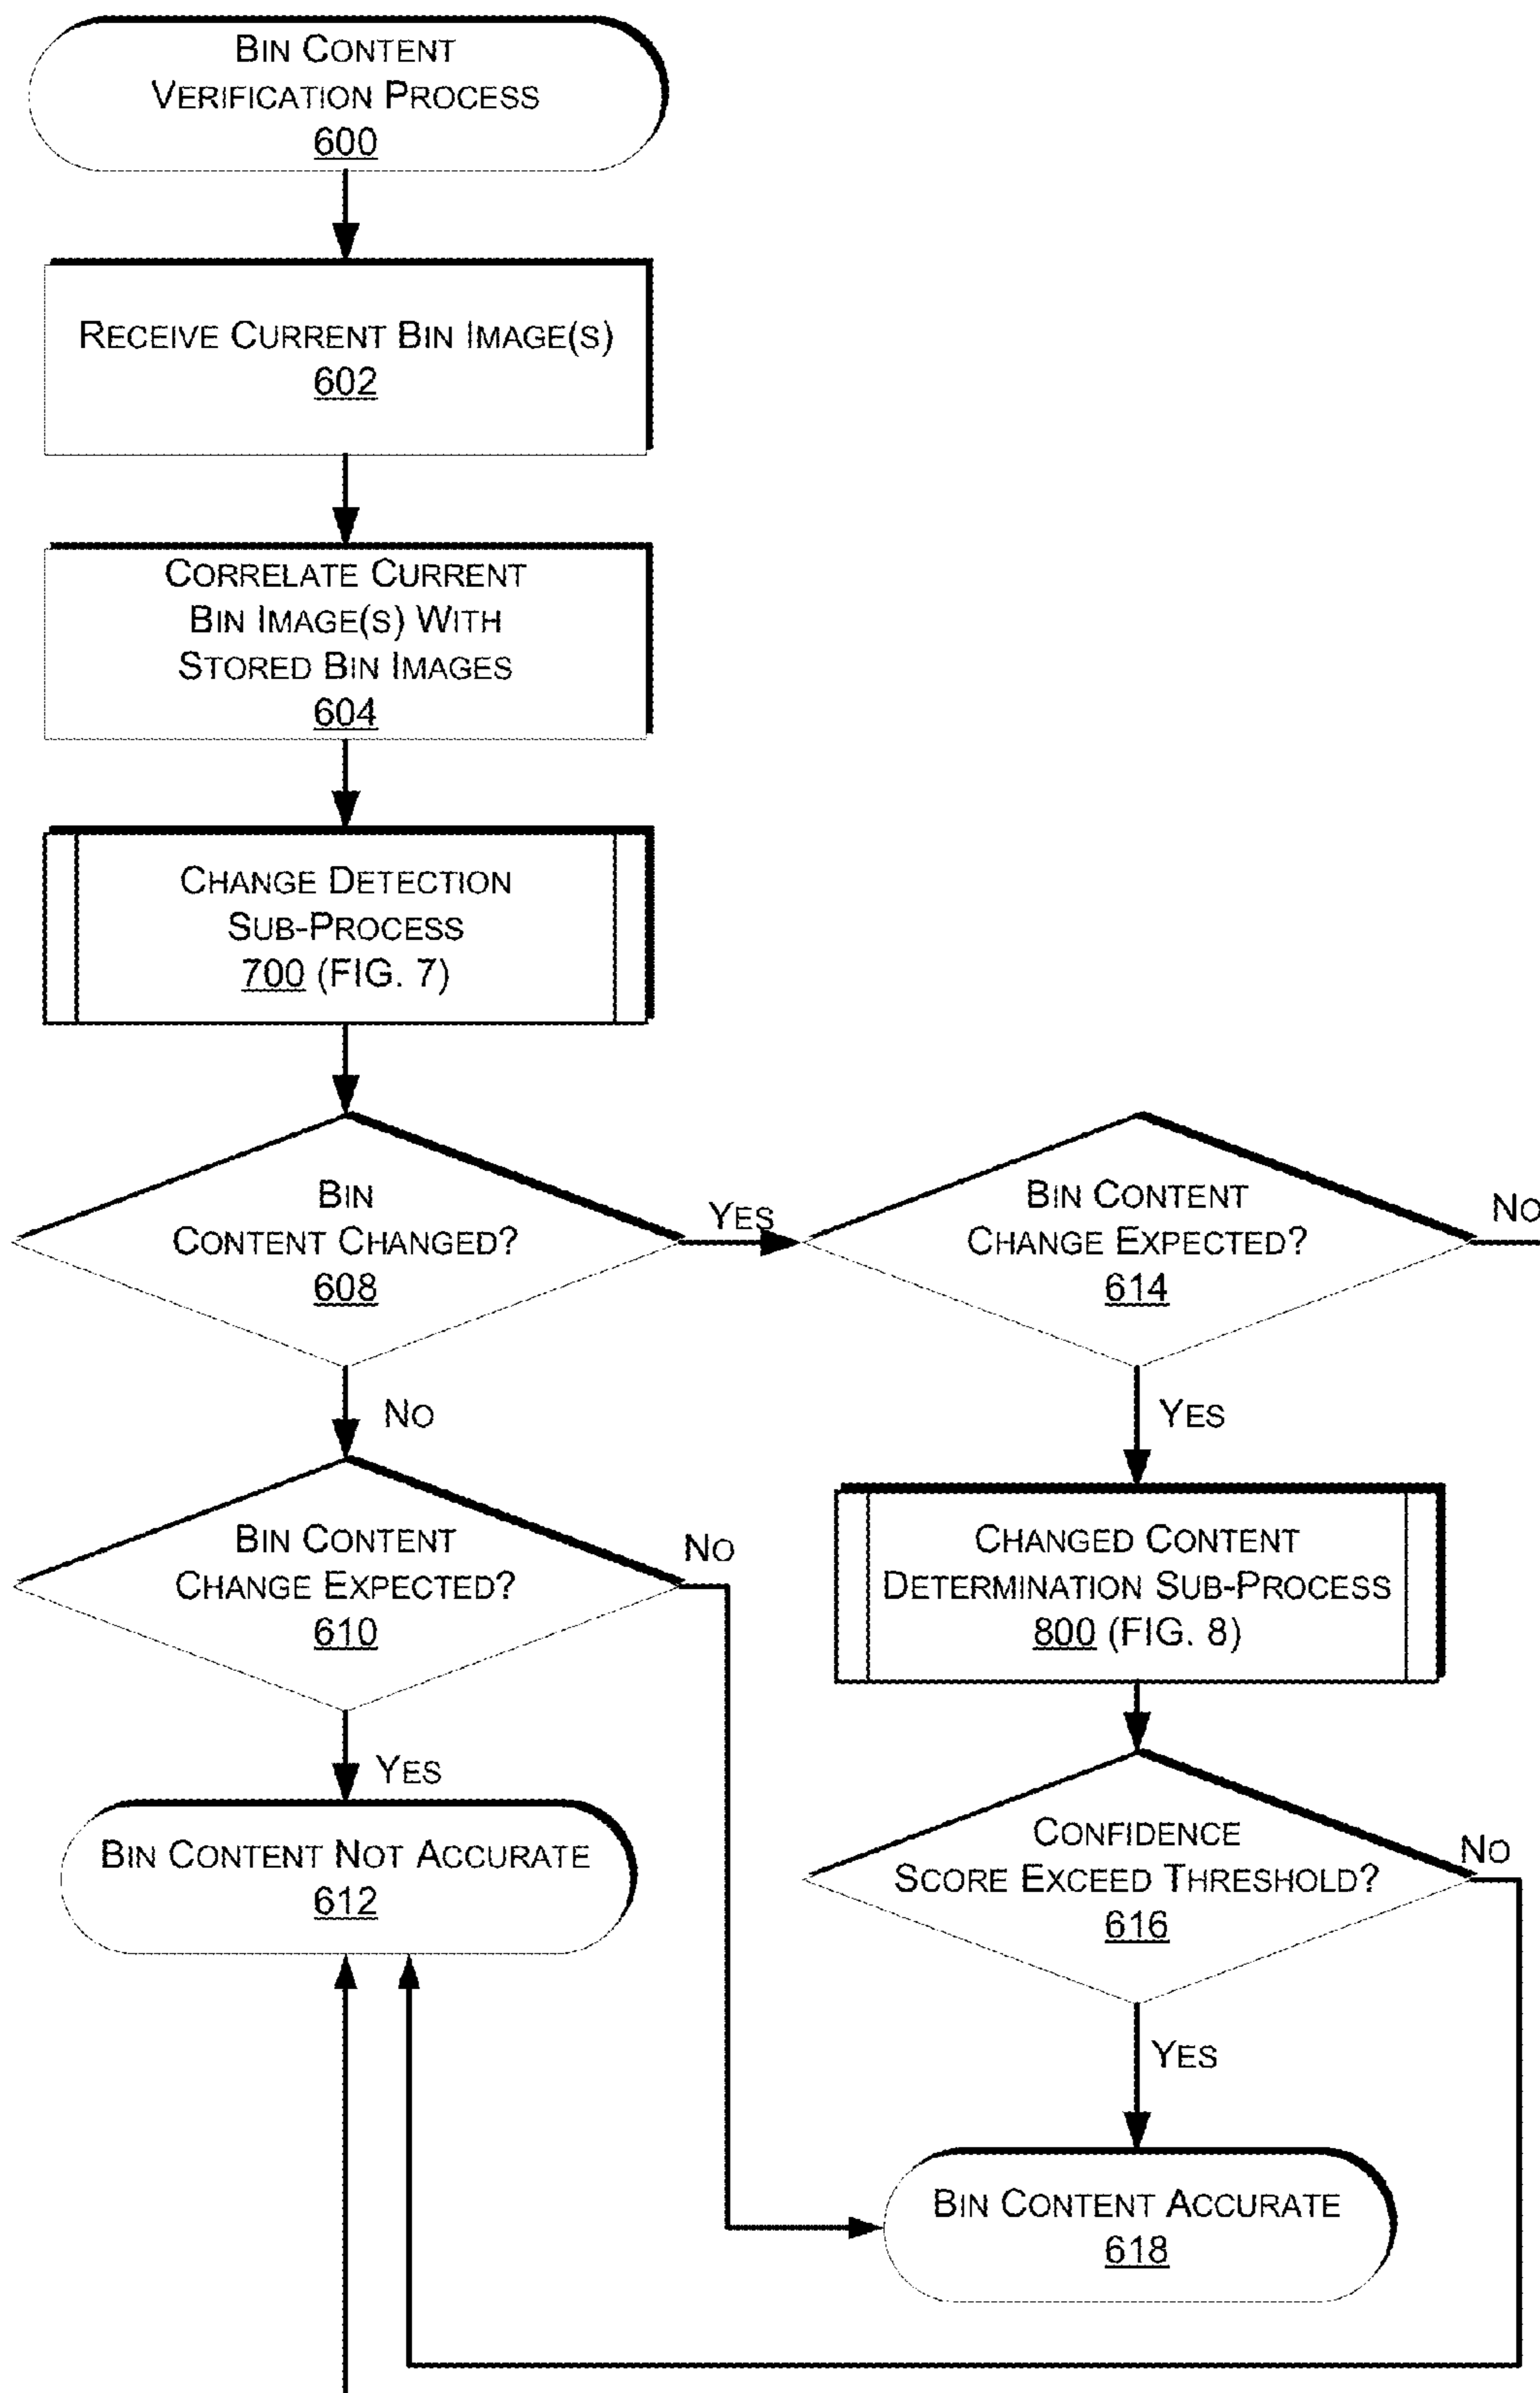 BIN CONTENT
VERIFICATION PROCESS
600
RECEIVE CURRENT BIN IMAGE(S)
602
CORRELATE CURRENT
BIN IMAGE(S) WITH
STORED BIN IMAGES
604
CHANGE DETECTION
SUB-PROCESS
700 (FIG. 7)
BIN
CONTENT CHANGED?
608
YES
BIN CONTENT
CHANGE EXPECTED?
614
NO
NO
YES
BIN CONTENT
CHANGE EXPECTED?
610
NO
CHANGED CONTENT
DETERMINATION SUB-PROCESS
800 (FIG. 8)
YES
BIN CONTENT NOT ACCURATE
612
CONFIDENCE
SCORE EXCEED THRESHOLD?
616
NO
YES
BIN CONTENT ACCURATE
618